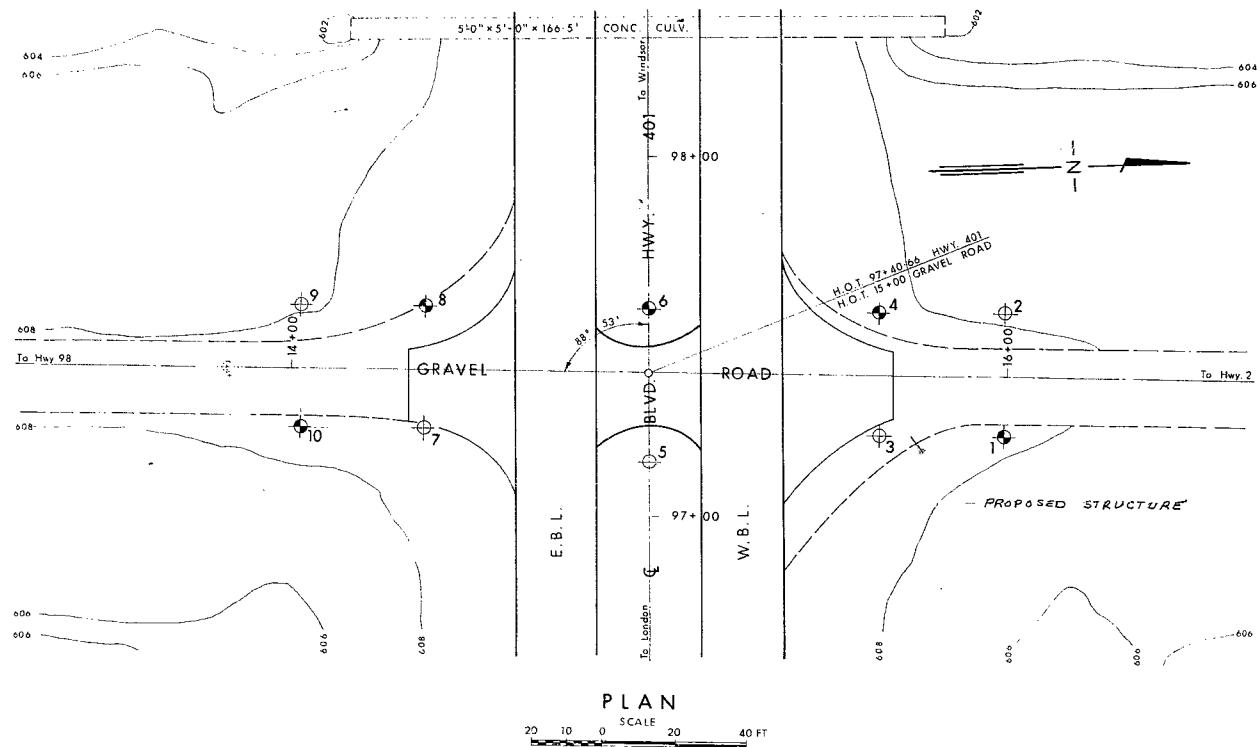 602
5'-0" × 5'-0" × 166·5' CONC. CULV.
602
604
606
604
606
To Windsor
HWY. 401
98+00
N
H.O.T. 97+40·66 HWY. 401
H.O.T. 15+00 GRAVEL ROAD
9
8
6
4
2
608
14+00
88° 53'
16+00
To Hwy 98
GRAVEL
BLVD.
ROAD
To Hwy. 2
608
10
7
5
3
1
97+00
PROPOSED STRUCTURE
E.B.L.
W.B.L.
℄
To London
606
606
606
608
608
606
606
606
PLAN
SCALE
20 10 0 20 40 FT